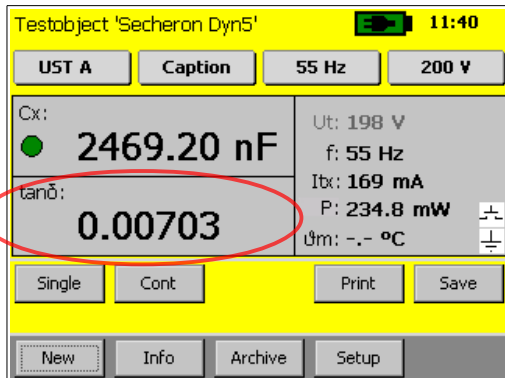 Testobject 'Secheron Dyn5' 11:40
UST A Caption 55 Hz 200 V
Cx:
2469.20 nF
tanδ:
0.00703
Ut: 198 V
f: 55 Hz
Itx: 169 mA
P: 234.8 mW
ϑm: -.- ºC
Single Cont Print Save
New Info Archive Setup